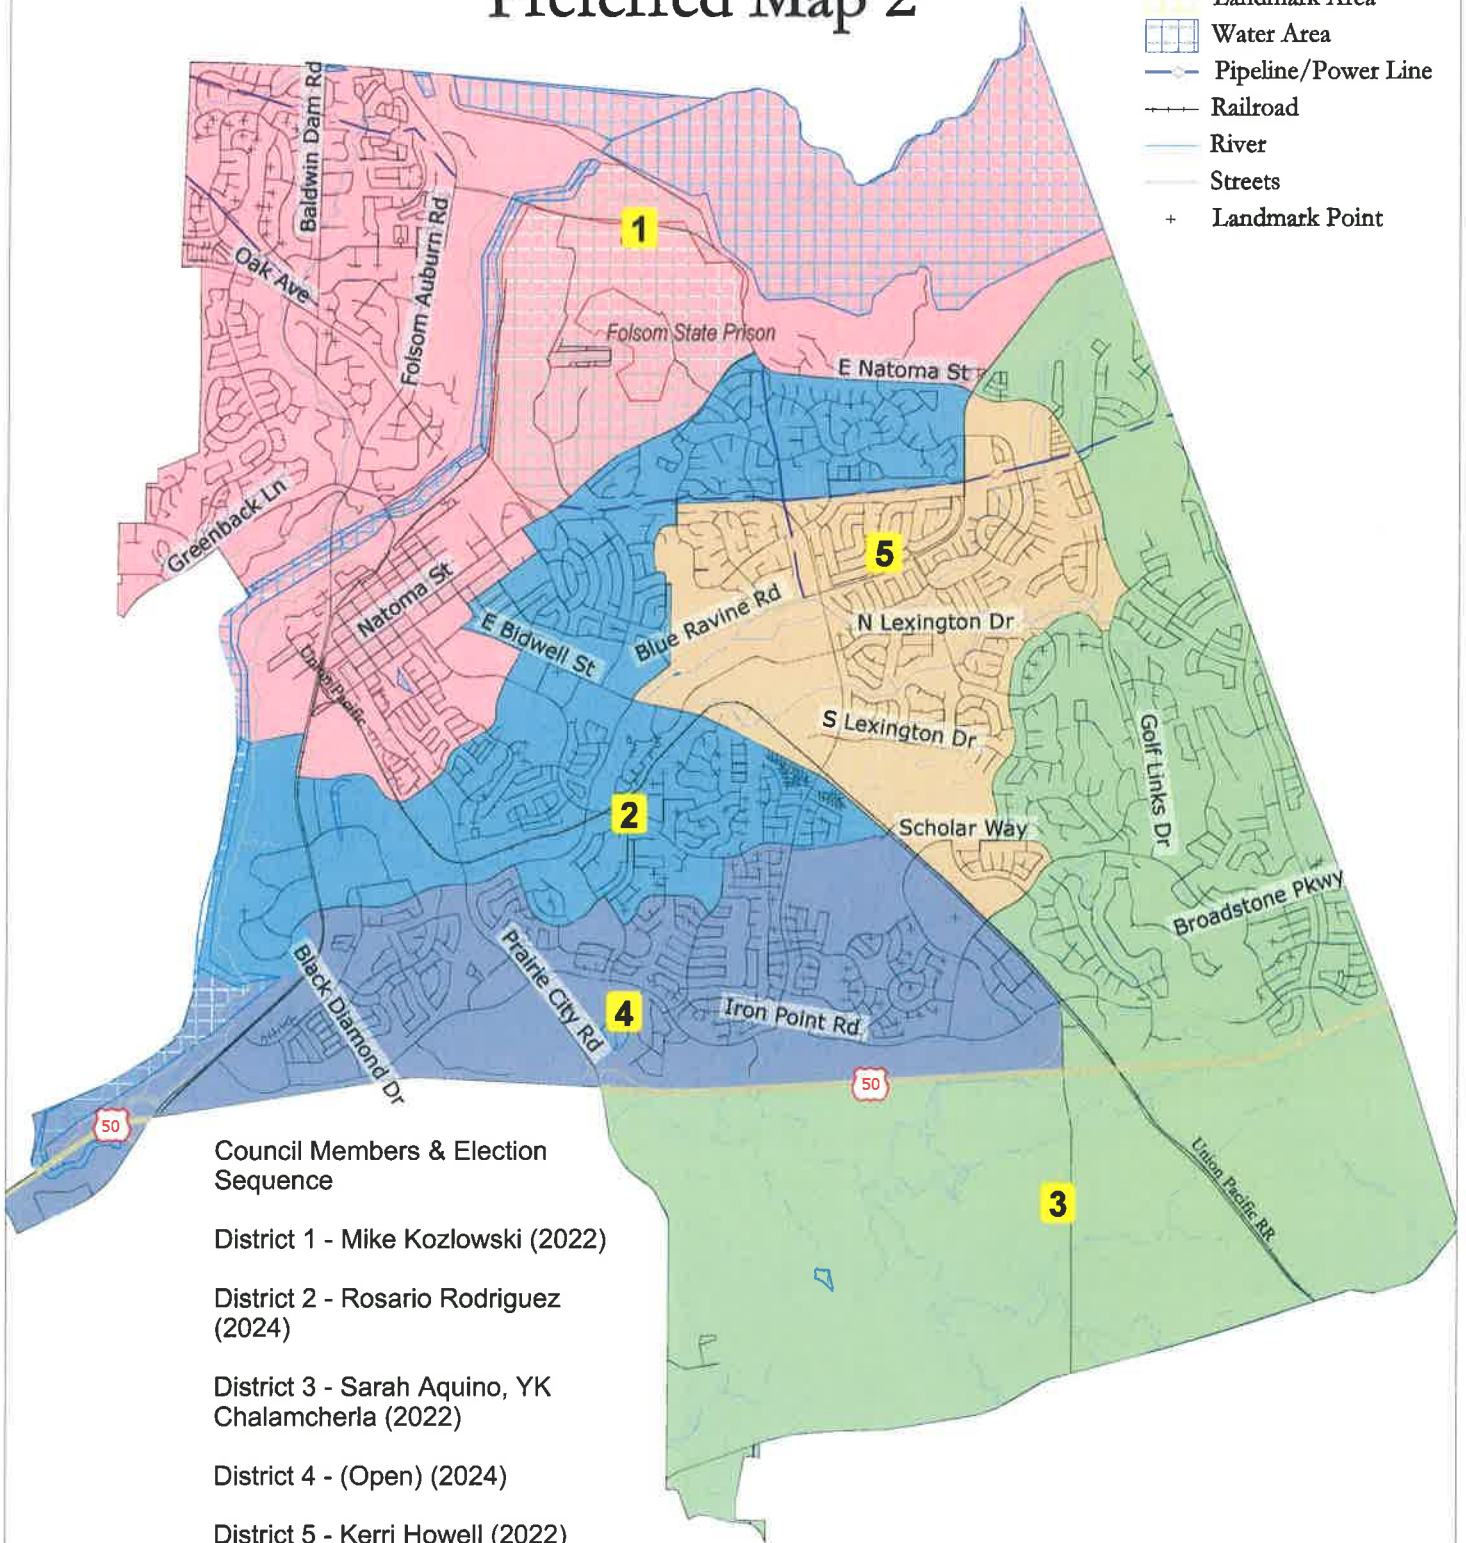 Preferred Map 2
Landmark Area
Water Area
Pipeline/Power Line
Railroad
River
Streets
Landmark Point
Baldwin Dam Rd
Folsom Auburn Rd
Oak Ave
1
Folsom State Prison
E Natoma St
Greenback Ln
Natoma St
5
Blue Ravine Rd
N Lexington Dr
E Bidwell St
Union Pacific
S Lexington Dr
Golf Links Dr
2
Scholar Way
Broadstone Pkwy
Black Diamond Dr
Prairie City Rd
4
Iron Point Rd
50
50
3
Union Pacific RR
Council Members & Election
Sequence
District 1 - Mike Kozlowski (2022)
District 2 - Rosario Rodriguez
(2024)
District 3 - Sarah Aquino, YK
Chalamcherla (2022)
District 4 - (Open) (2024)
District 5 - Kerri Howell (2022)